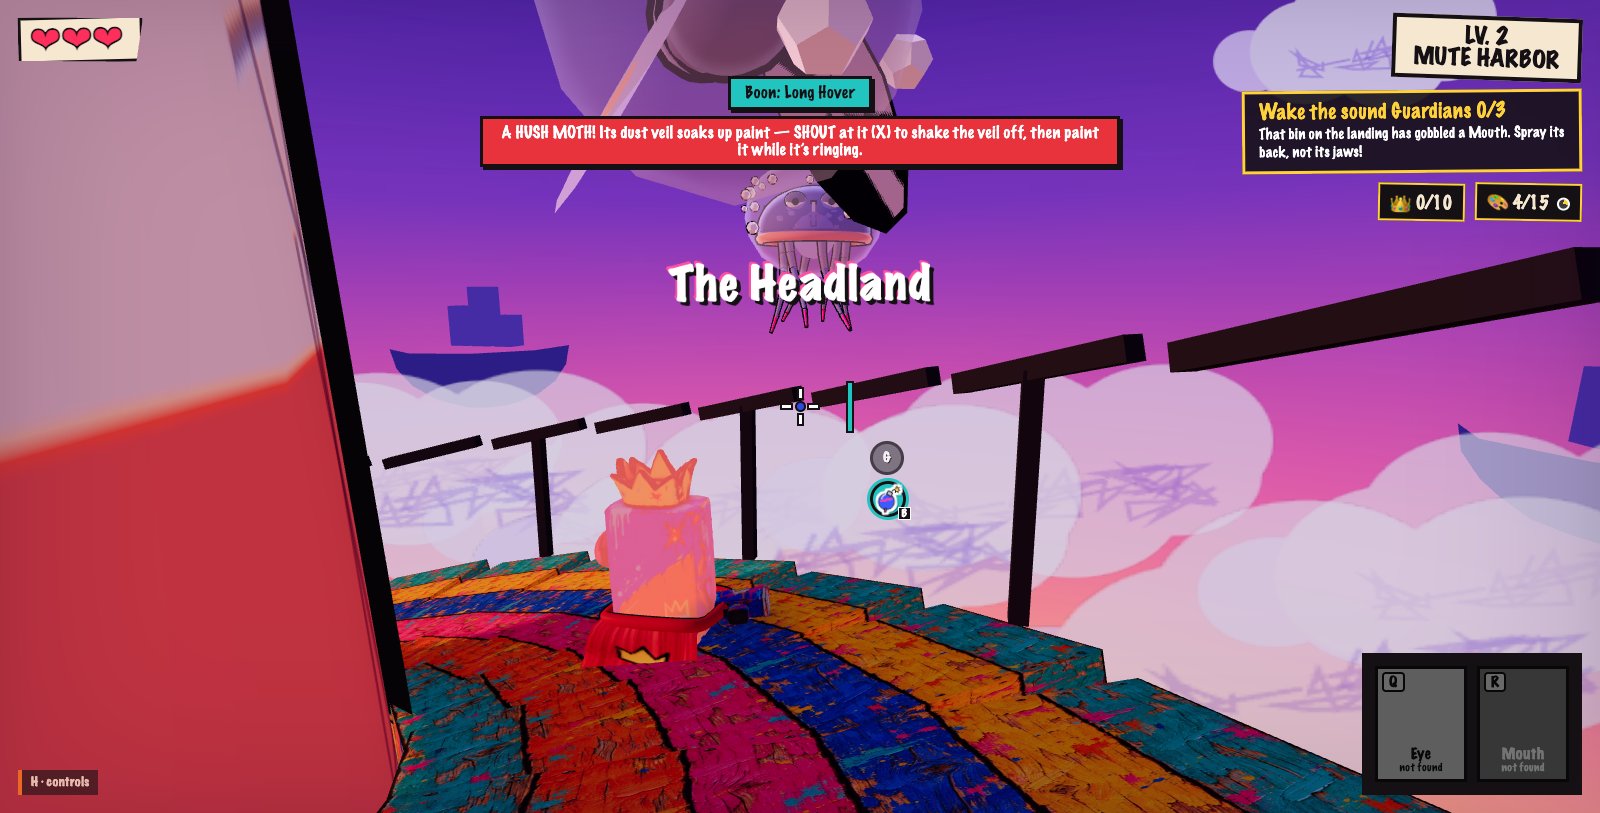 LV. 2
MUTE HARBOR
Boon: Long Hover
A HUSH MOTH! Its dust veil soaks up paint — SHOUT at it (X) to shake the veil off, then paint
it while it's ringing.
Wake the sound Guardians 0/3
That bin on the landing has gobbled a Mouth. Spray its
back, not its jaws!
0/10
4/15
The Headland
G
B
Q
R
Eye
not found
Mouth
not found
H · controls